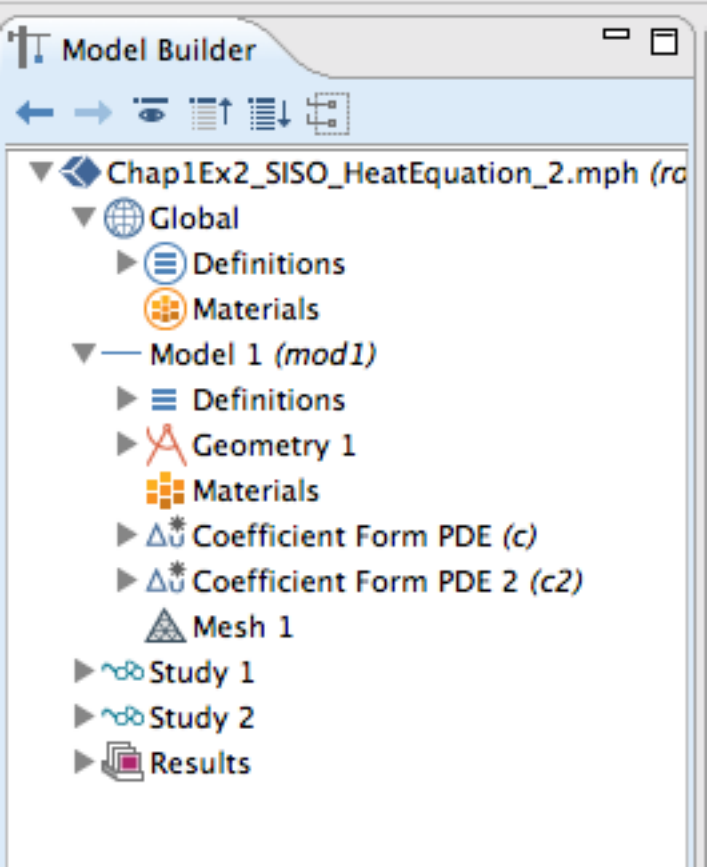 Model Builder
Chap1Ex2_SISO_HeatEquation_2.mph (ro
Global
Definitions
Materials
Model 1 (mod1)
Definitions
Geometry 1
Materials
Coefficient Form PDE (c)
Coefficient Form PDE 2 (c2)
Mesh 1
Study 1
Study 2
Results